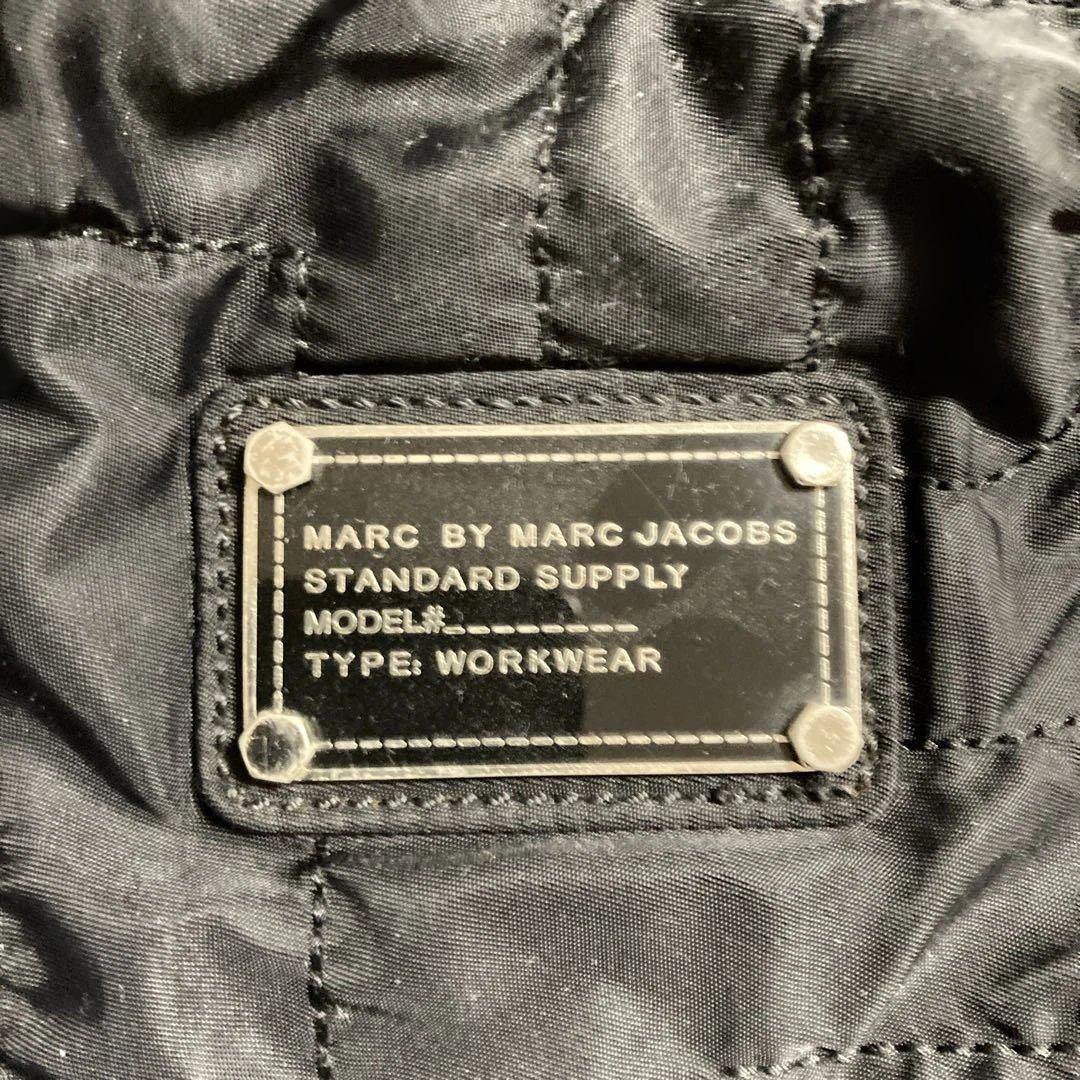 MARC BY MARC JACOBS
STANDARD SUPPLY
MODEL#_________
TYPE: WORKWEAR